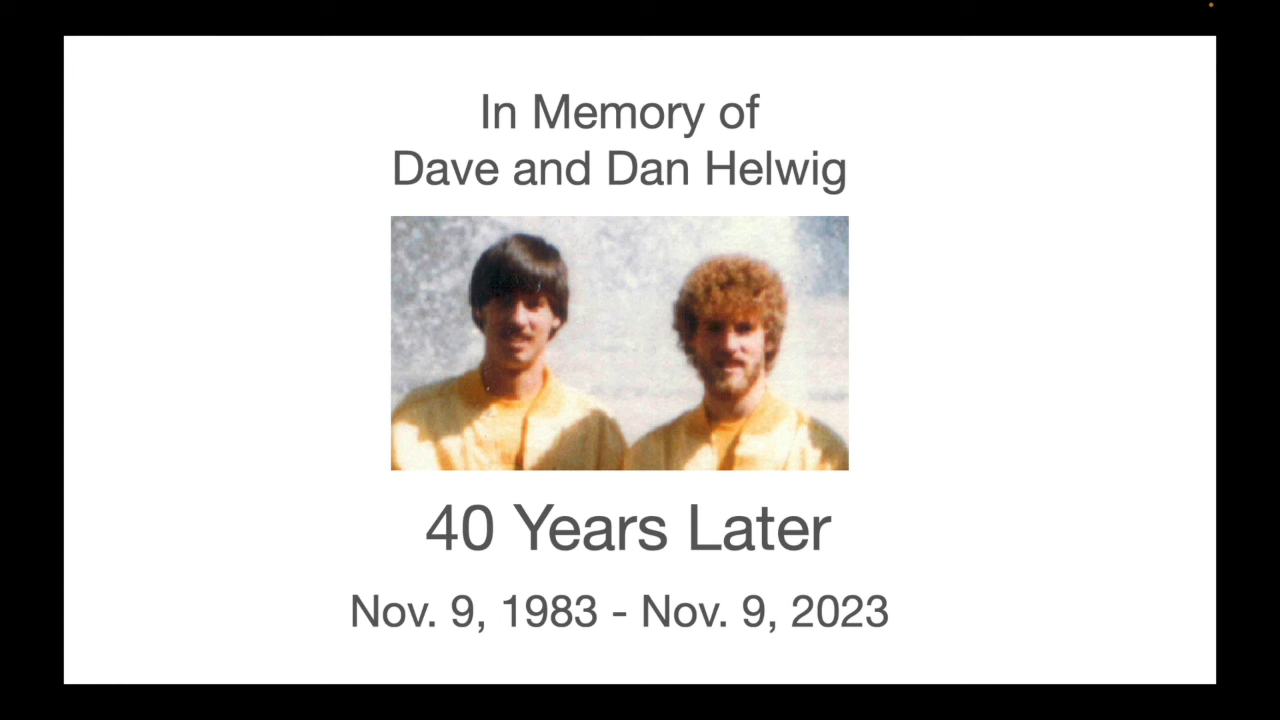 In Memory of
Dave and Dan Helwig
40 Years Later
Nov. 9, 1983 - Nov. 9, 2023